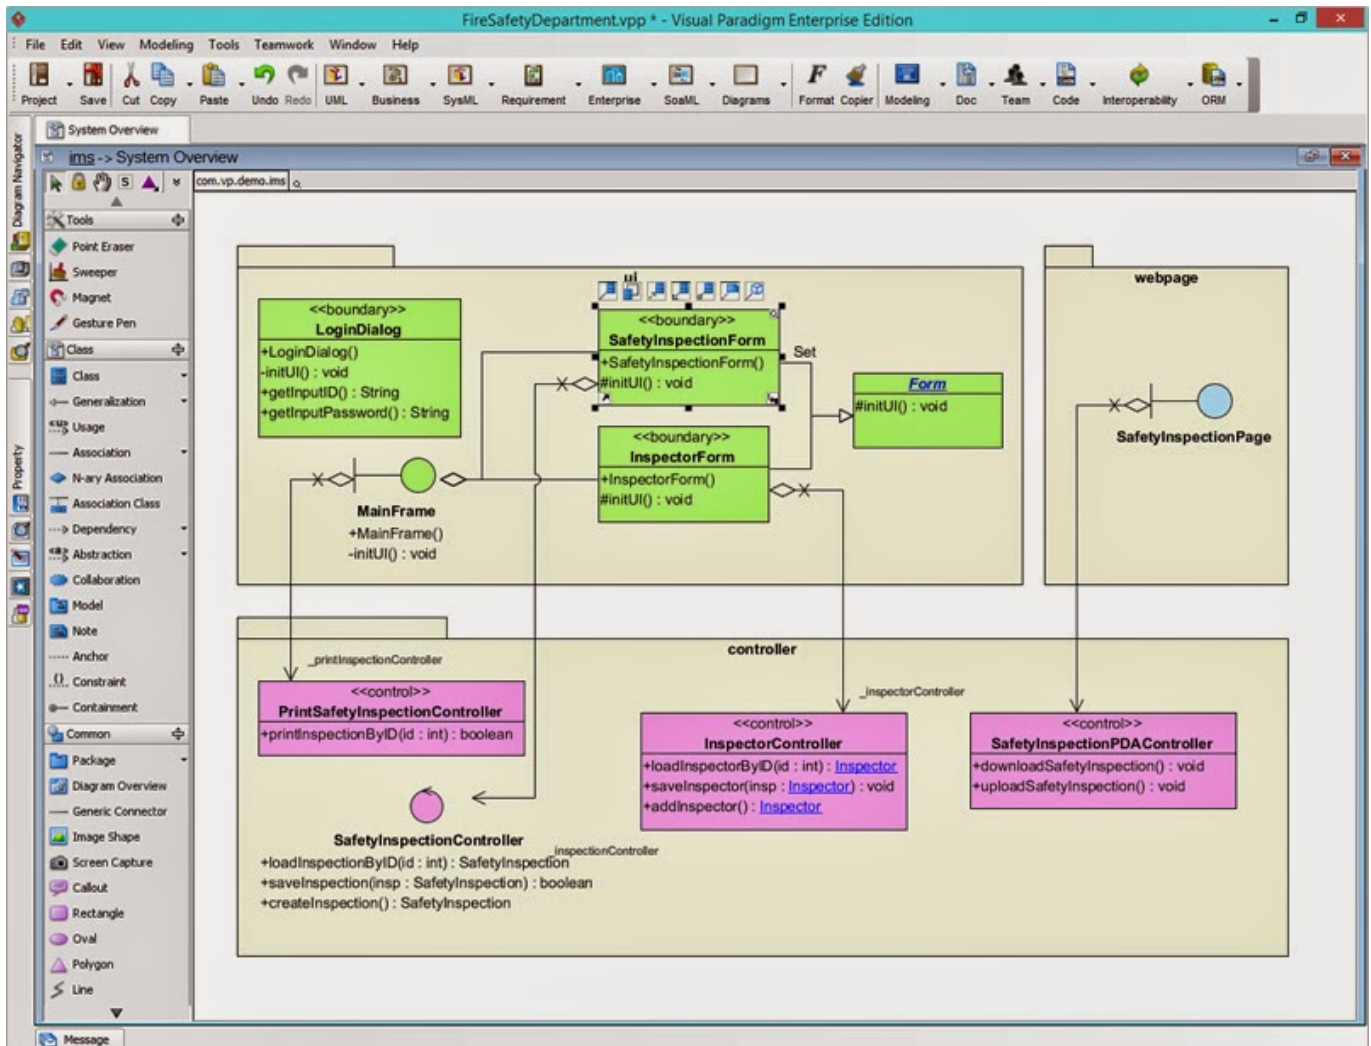 FireSafetyDepartment.vpp * - Visual Paradigm Enterprise Edition
File Edit View Modeling Tools Teamwork Window Help
Project Save Cut Copy Paste Undo Redo UML Business SysML Requirement Enterprise SoaML Diagrams Format Copier Modeling Doc Team Code Interoperability ORM
System Overview
ims -> System Overview
com.vp.demo.ims
Diagram Navigator
Property
Tools
Point Eraser
Sweeper
Magnet
Gesture Pen
Class
Class
Generalization
Usage
Association
N-ary Association
Association Class
Dependency
Abstraction
Collaboration
Model
Note
Anchor
Constraint
Containment
Common
Package
Diagram Overview
Generic Connector
Image Shape
Screen Capture
Callout
Rectangle
Oval
Polygon
Line
ui
<<boundary>>
LoginDialog
+LoginDialog()
-initUI() : void
+getInputID() : String
+getInputPassword() : String
<<boundary>>
SafetyInspectionForm
+SafetyInspectionForm()
#initUI() : void
Set
Form
#initUI() : void
<<boundary>>
InspectorForm
+InspectorForm()
#initUI() : void
MainFrame
+MainFrame()
-initUI() : void
webpage
SafetyInspectionPage
controller
_printInspectionController
<<control>>
PrintSafetyInspectionController
+printInspectionByID(id : int) : boolean
SafetyInspectionController
_inspectionController
+loadInspectionByID(id : int) : SafetyInspection
+saveInspection(insp : SafetyInspection) : boolean
+createInspection() : SafetyInspection
_inspectorController
<<control>>
InspectorController
+loadInspectorByID(id : int) : Inspector
+saveInspector(insp : Inspector) : void
+addInspector() : Inspector
<<control>>
SafetyInspectionPDAController
+downloadSafetyInspection() : void
+uploadSafetyInspection() : void
Message